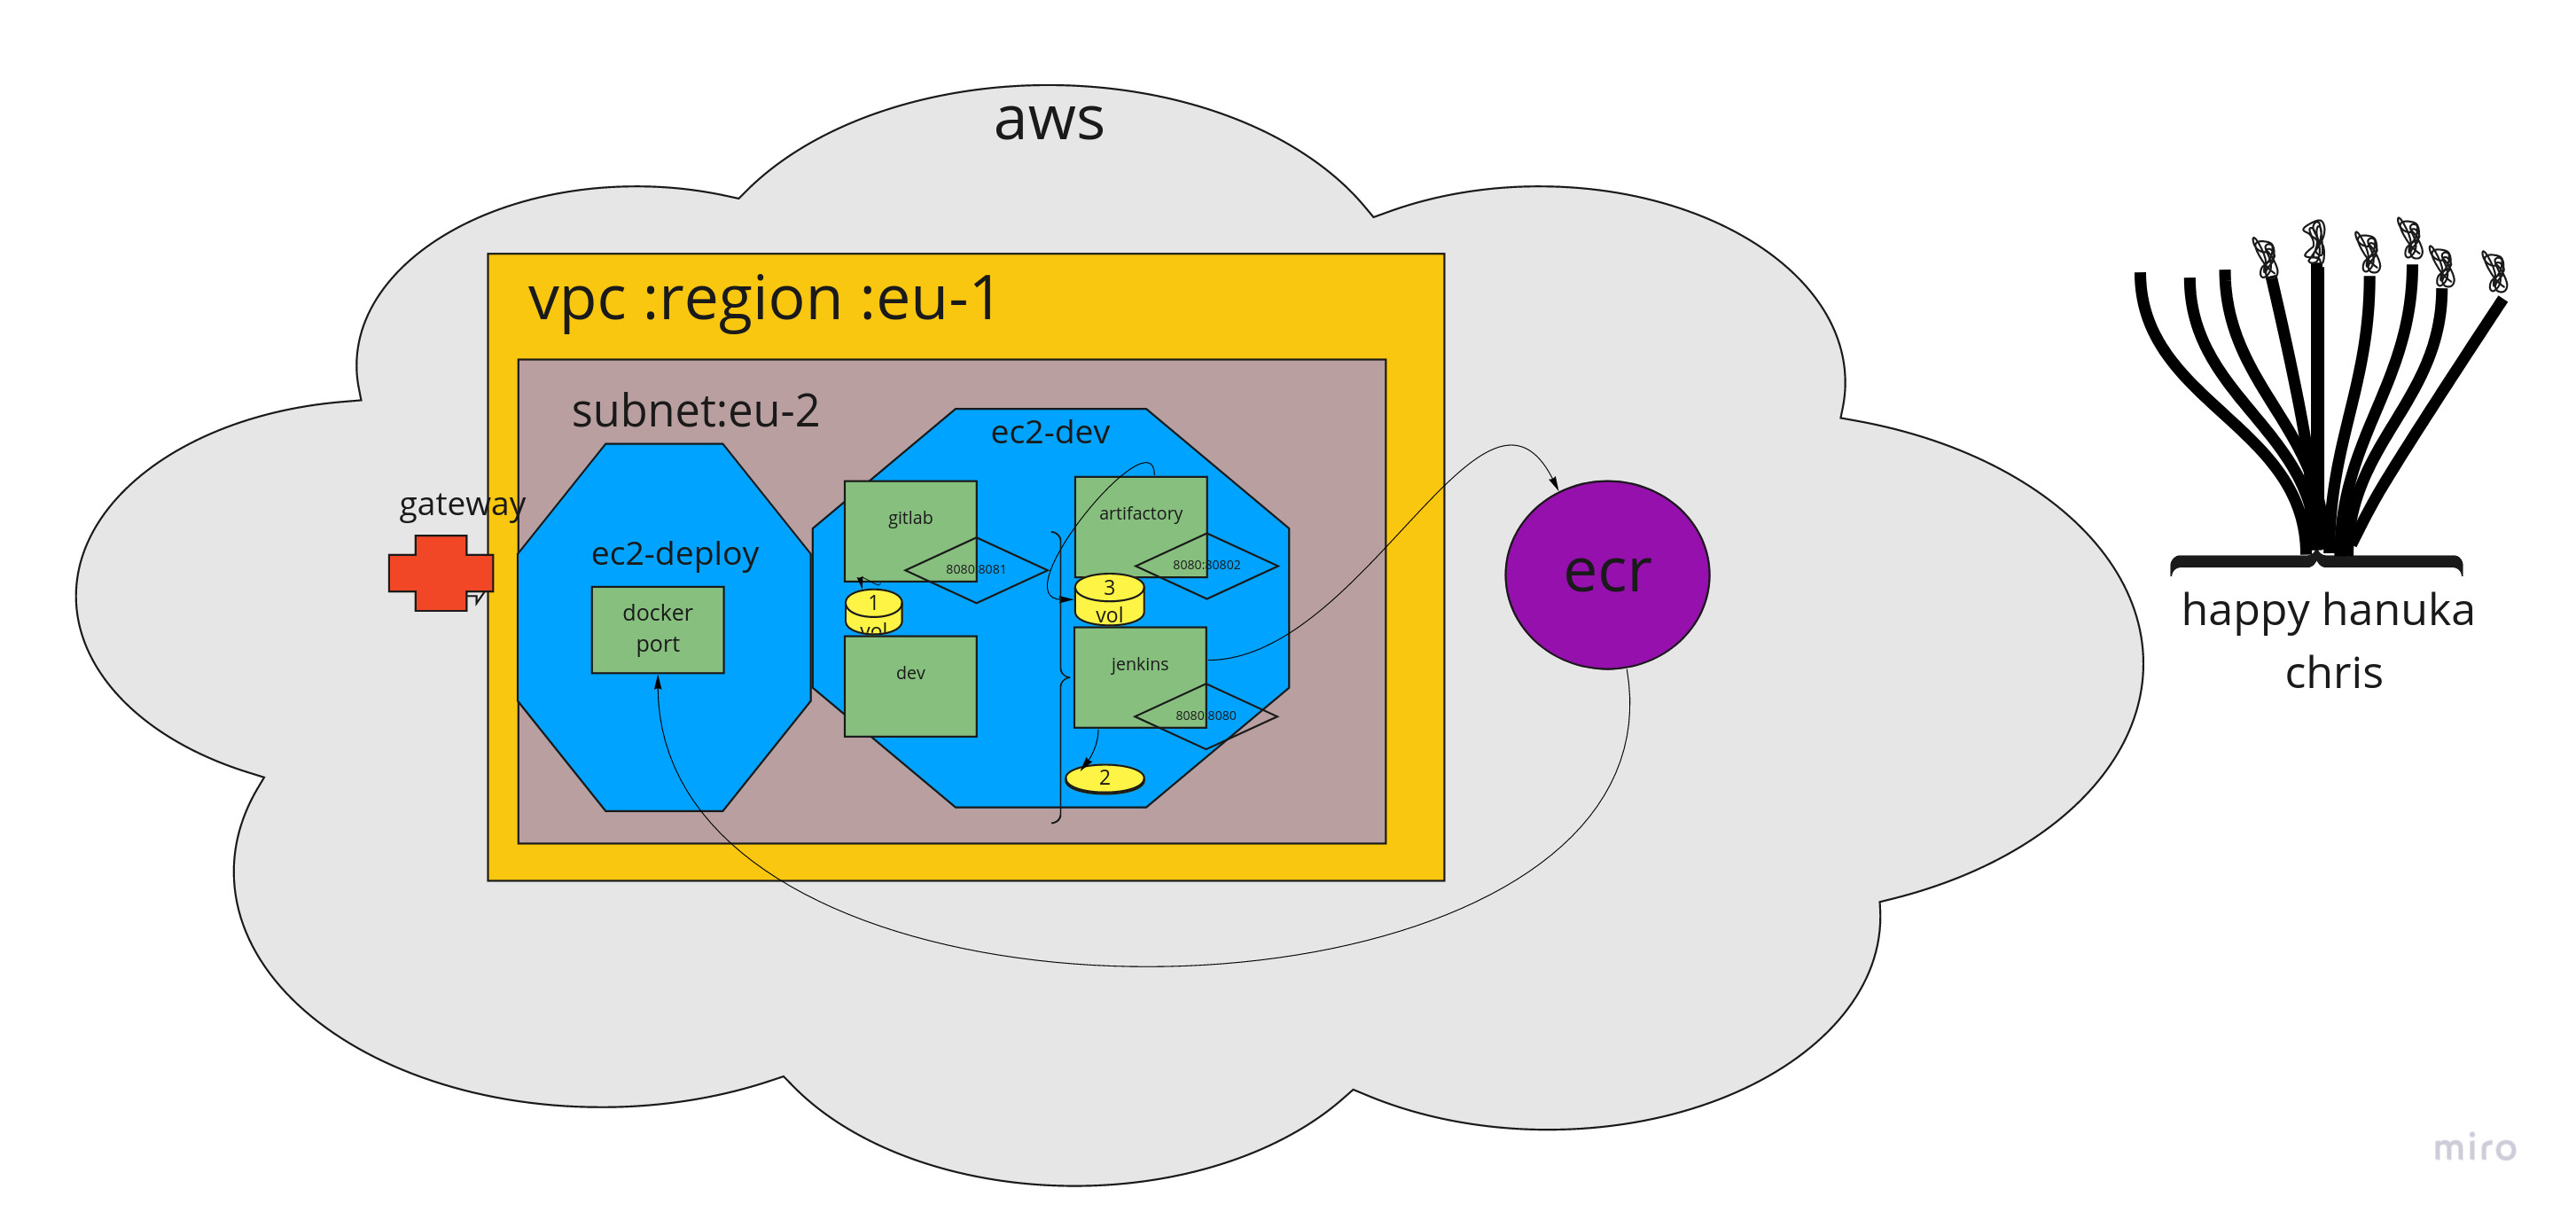 aws
vpc :region :eu-1
subnet:eu-2
ec2-dev
gateway
ec2-deploy
docker
port
gitlab
8080:8081
1
vol
dev
artifactory
8080:80802
3
vol
jenkins
8080:8080
2
ecr
happy hanuka
chris
miro